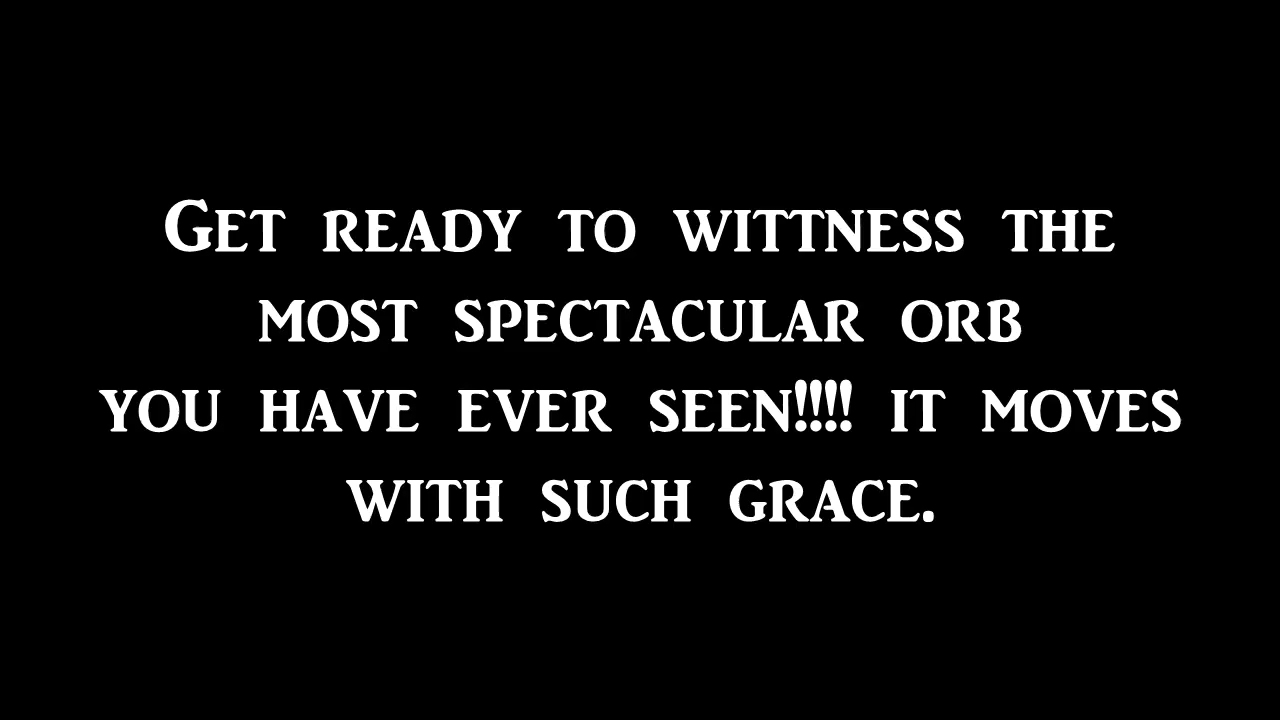 Get ready to wittness the
most spectacular orb
you have ever seen!!!! it moves
with such grace.